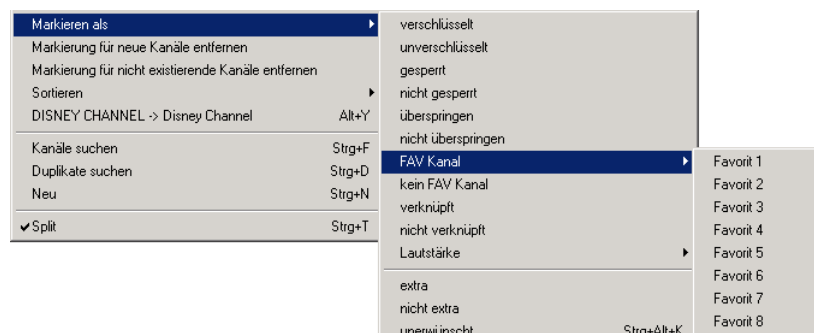 Markieren als
Markierung für neue Kanäle entfernen
Markierung für nicht existierende Kanäle entfernen
Sortieren
DISNEY CHANNEL -> Disney Channel Alt+Y
Kanäle suchen Strg+F
Duplikate suchen Strg+D
Neu Strg+N
Split Strg+T
verschlüsselt
unverschlüsselt
gesperrt
nicht gesperrt
überspringen
nicht überspringen
FAV Kanal
kein FAV Kanal
verknüpft
nicht verknüpft
Lautstärke
extra
nicht extra
unerwünscht Strg+Alt+K
Favorit 1
Favorit 2
Favorit 3
Favorit 4
Favorit 5
Favorit 6
Favorit 7
Favorit 8